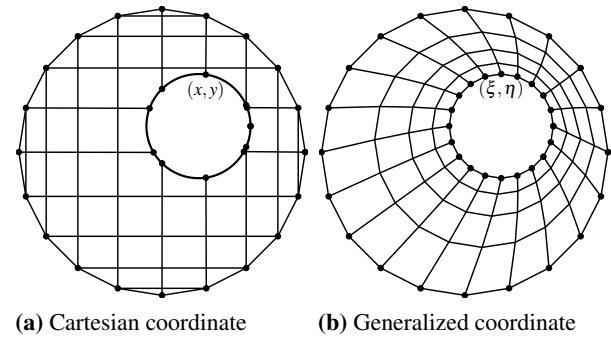 (x,y)
(ξ,η)
(a) Cartesian coordinate
(b) Generalized coordinate